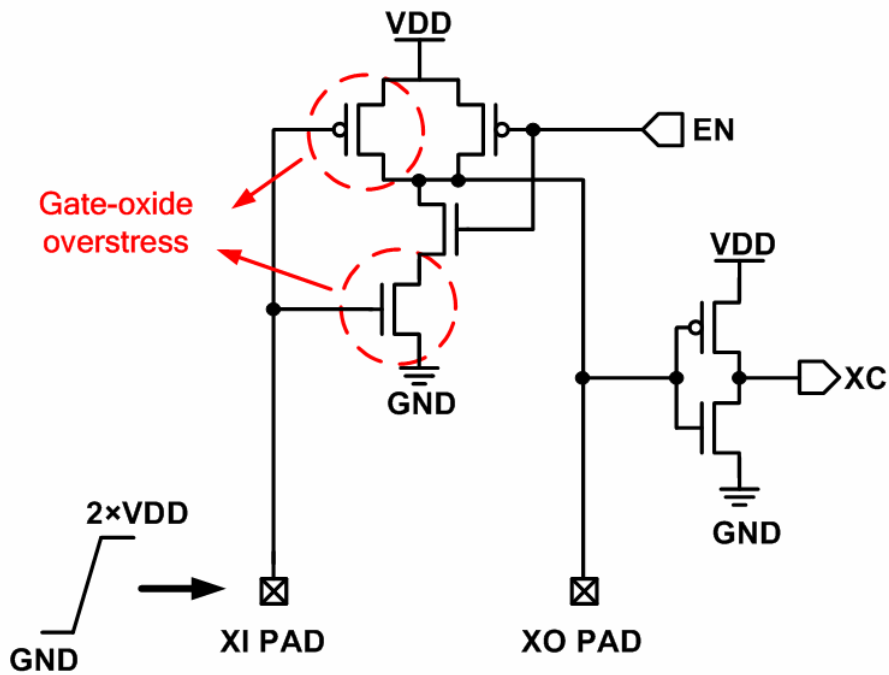 VDD
EN
Gate-oxide
overstress
VDD
XC
GND
2×VDD
GND
GND
XI PAD
XO PAD